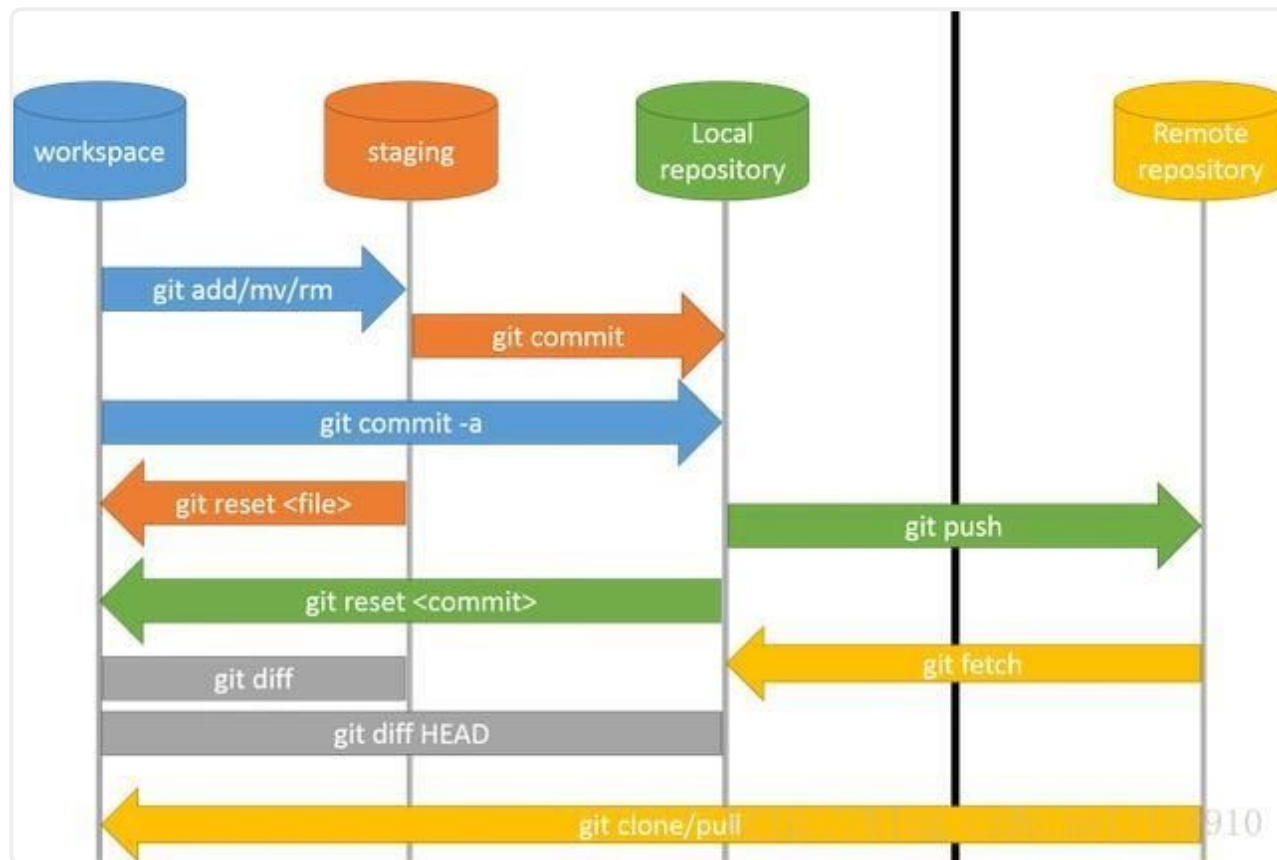 workspace
staging
Local
repository
Remote
repository
git add/mv/rm
git commit
git commit -a
git reset <file>
git push
git reset <commit>
git fetch
git diff
git diff HEAD
git clone/pull
910